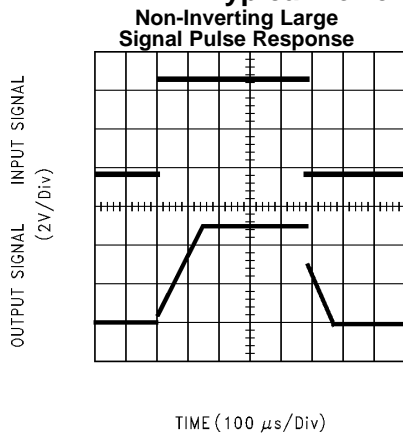 Non-Inverting Large
Signal Pulse Response
INPUT SIGNAL
OUTPUT SIGNAL
(2V/Div)
TIME (100 μs/Div)